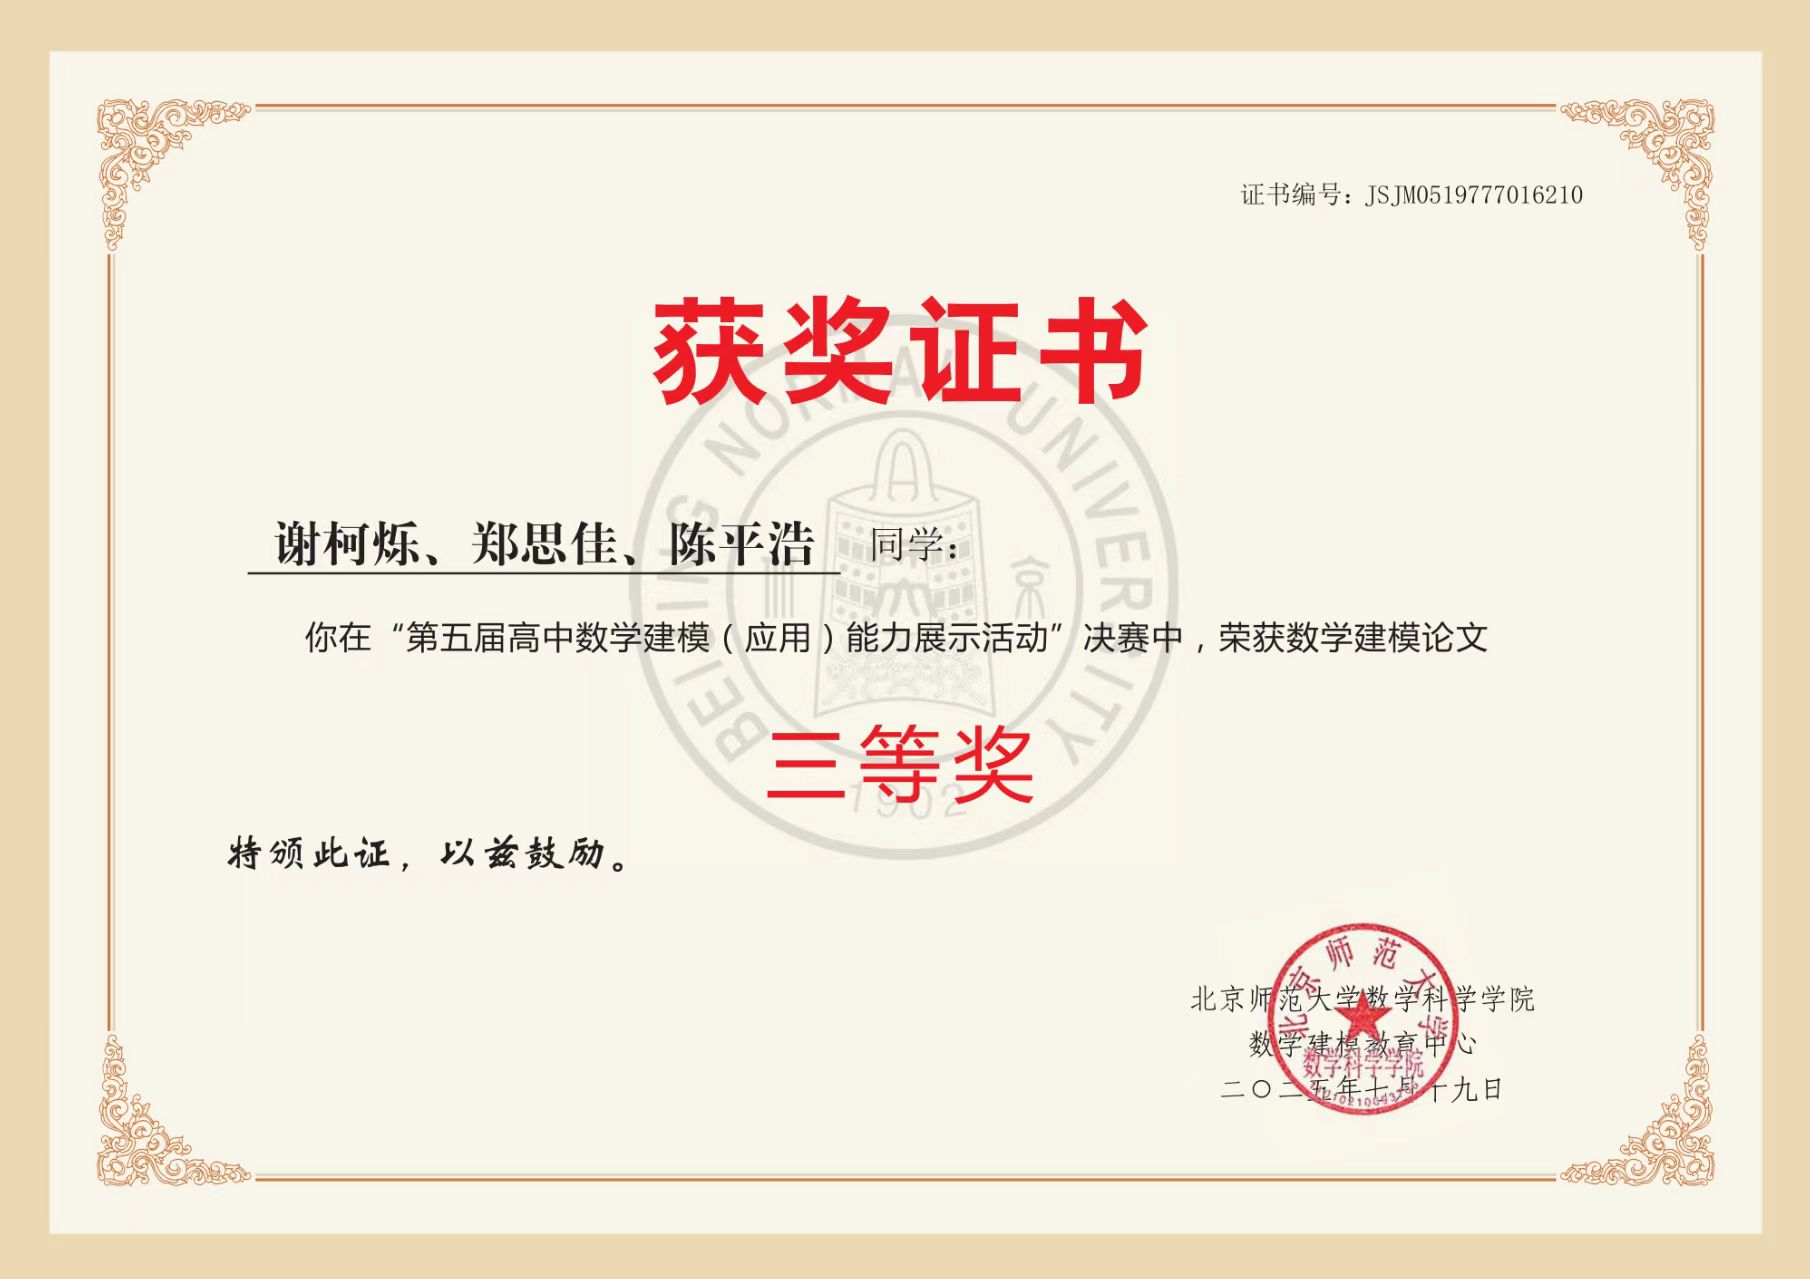 证书编号：JSJM0519777016210
获奖证书
BEIJING NORMAL UNIVERSITY
京
1902
谢柯烁、郑思佳、陈平浩 同学：
你在“第五届高中数学建模（应用）能力展示活动”决赛中，荣获数学建模论文
三等奖
特颁此证，以兹鼓励。
北京师范大学数学科学学院
数学建模教育中心
二〇二五年七月十九日
北京师范大学
数学科学学院